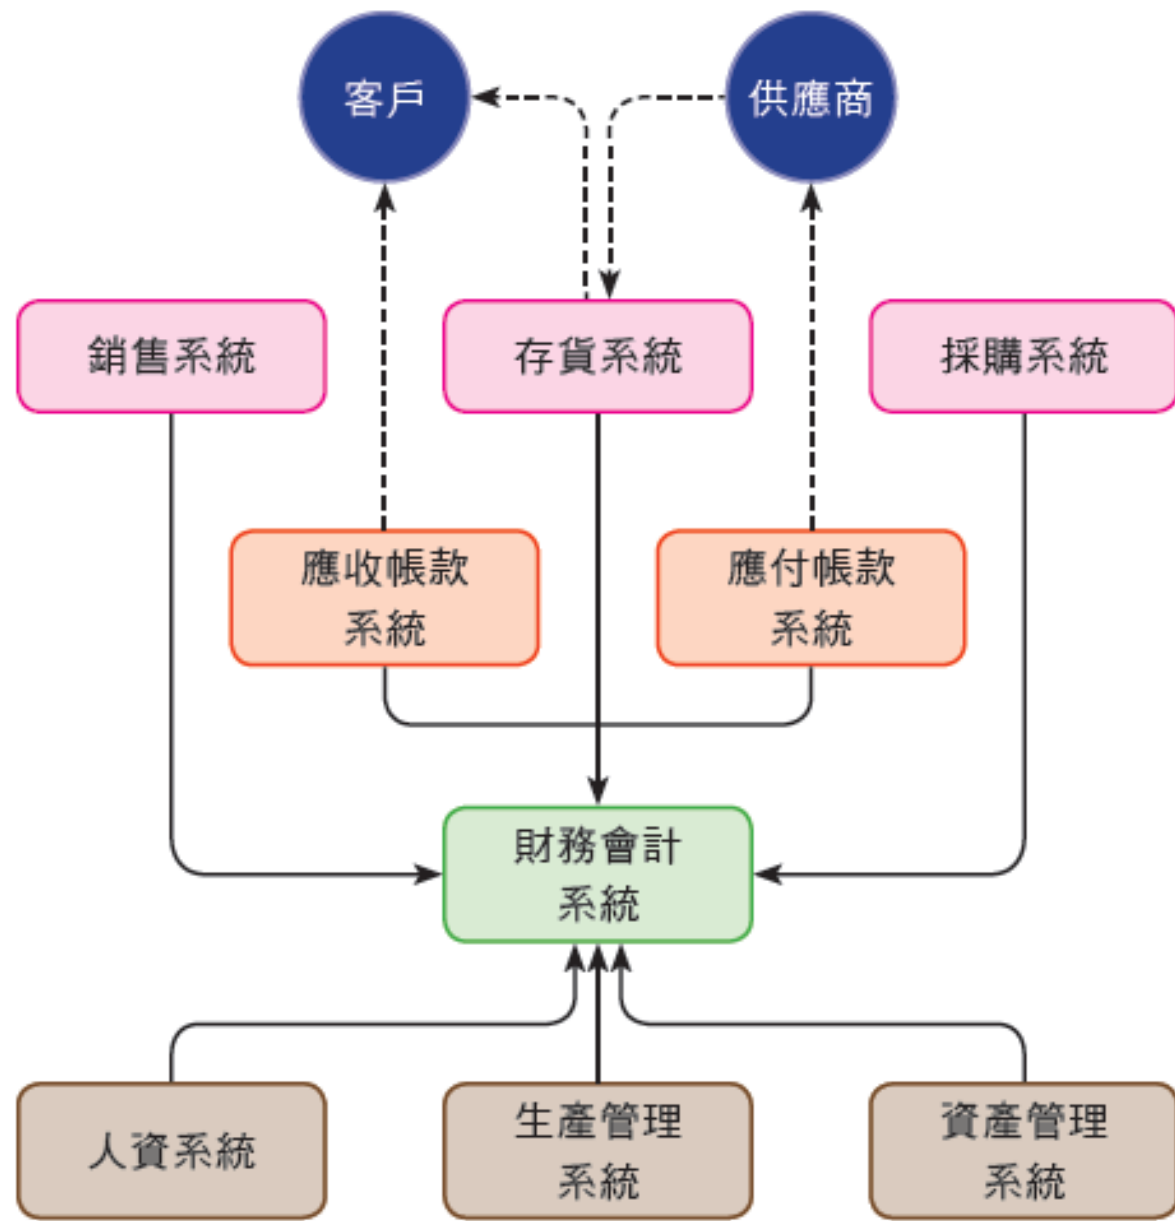 客戶
供應商
銷售系統
存貨系統
採購系統
應收帳款
系統
應付帳款
系統
財務會計
系統
人資系統
生產管理
系統
資產管理
系統